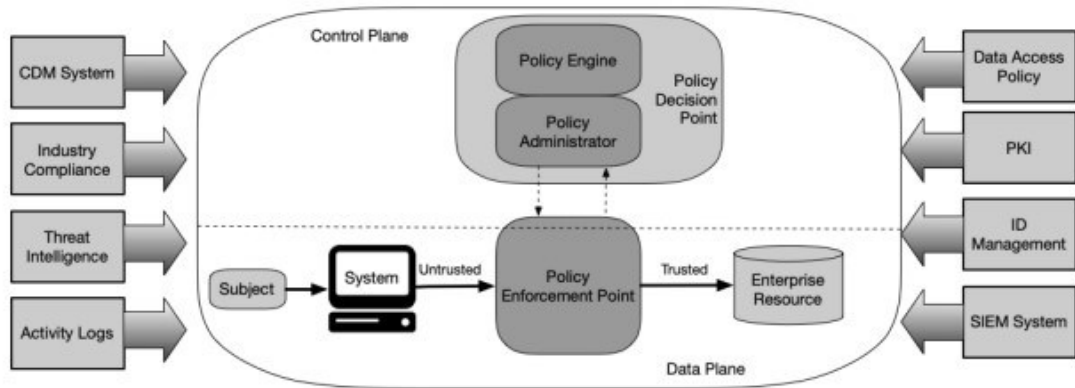 Control Plane
Policy Engine
Policy
Administrator
Policy
Decision
Point
CDM System
Industry
Compliance
Threat
Intelligence
Activity Logs
Data Access
Policy
PKI
ID
Management
SIEM System
Subject
System
Untrusted
Policy
Enforcement Point
Trusted
Enterprise
Resource
Data Plane